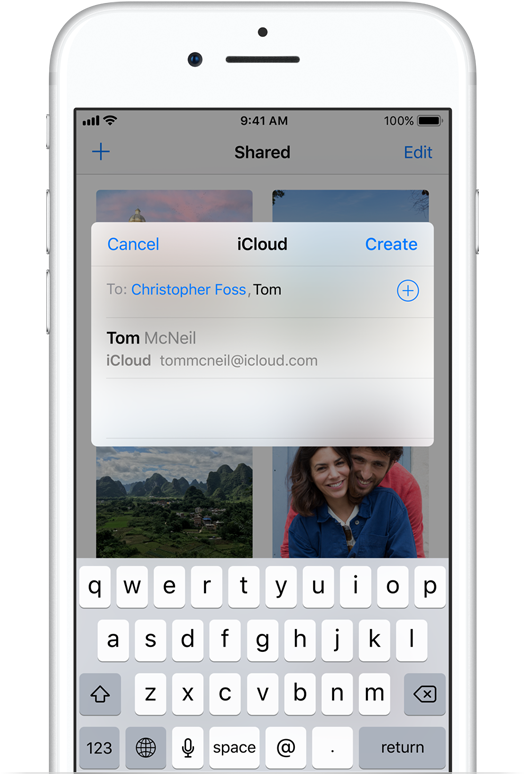 9:41 AM 100%
+ Shared Edit
Cancel iCloud Create
To: Christopher Foss, Tom
Tom McNeil
iCloud tommcneil@icloud.com
q w e r t y u i o p
a s d f g h j k l
z x c v b n m
123 space @ . return